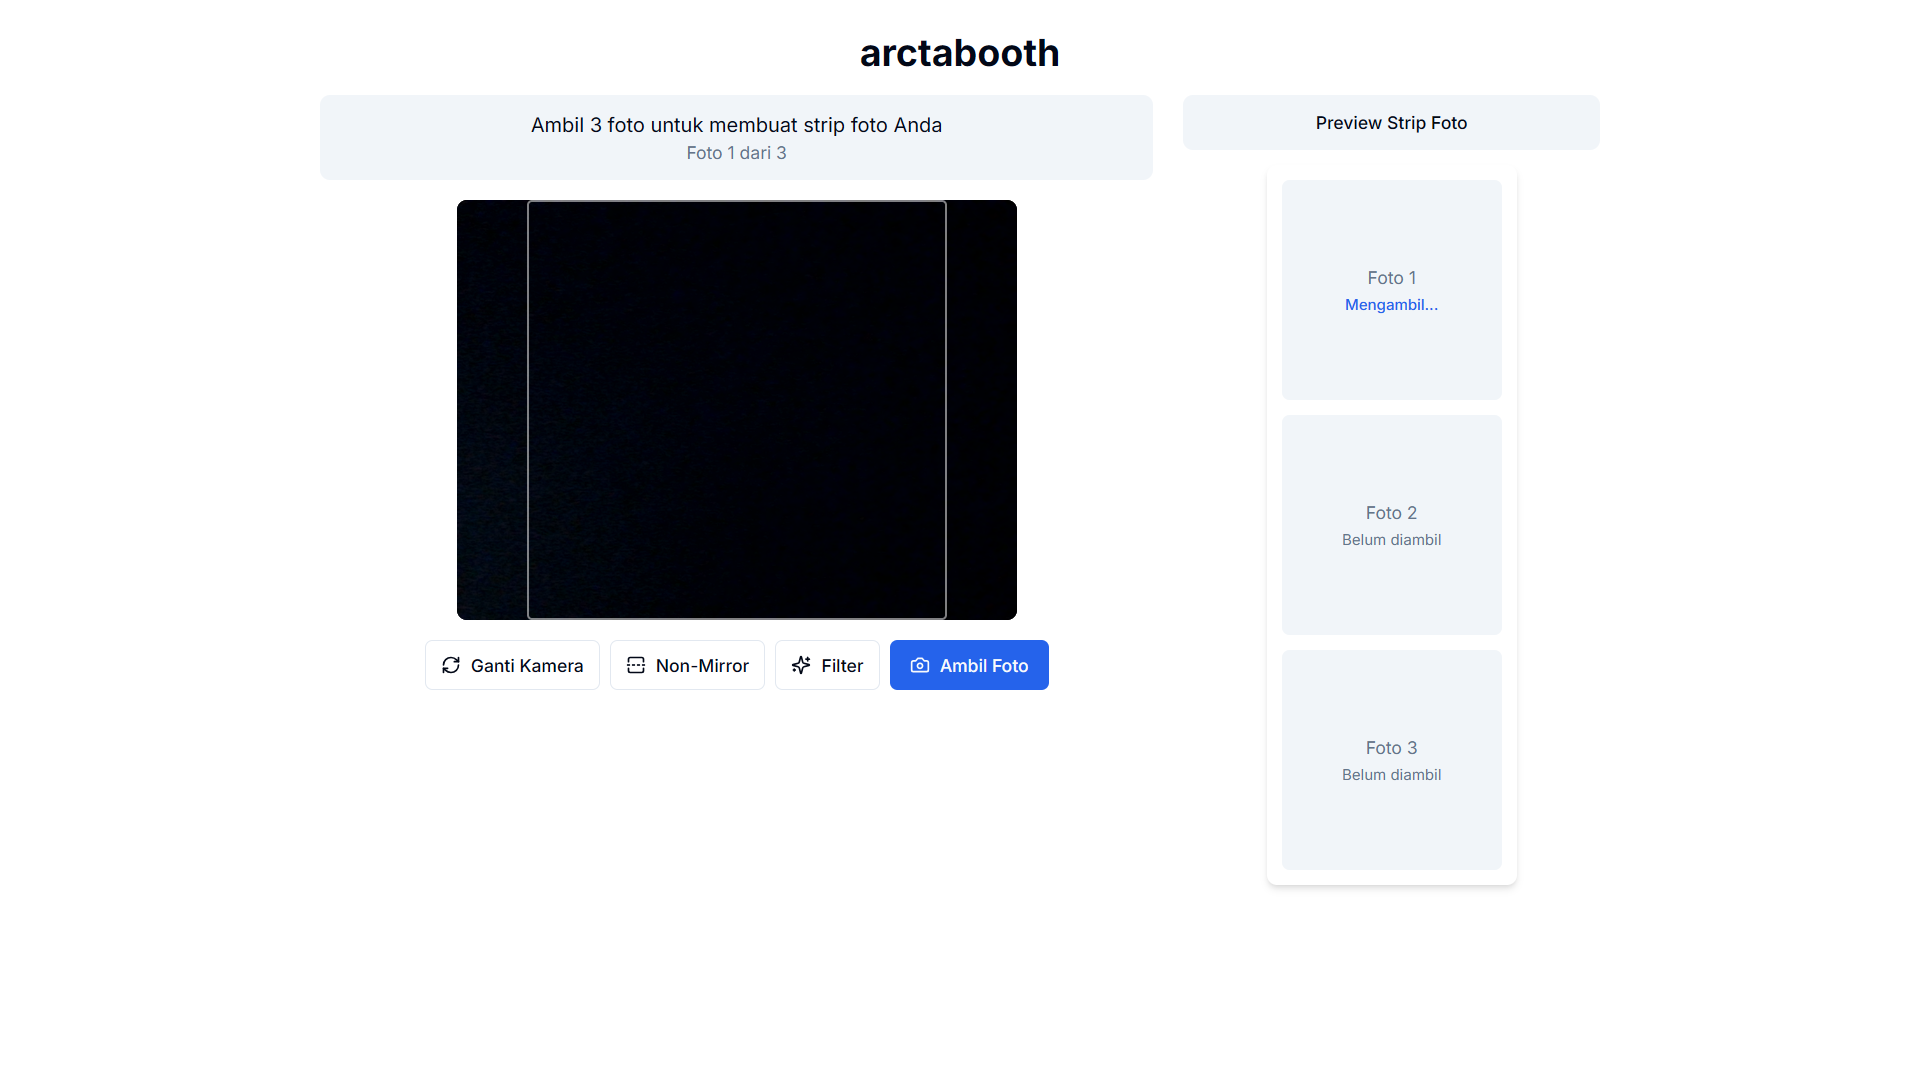 arctabooth
Ambil 3 foto untuk membuat strip foto Anda
Foto 1 dari 3
Ganti Kamera
Non-Mirror
Filter
Ambil Foto
Preview Strip Foto
Foto 1
Mengambil...
Foto 2
Belum diambil
Foto 3
Belum diambil